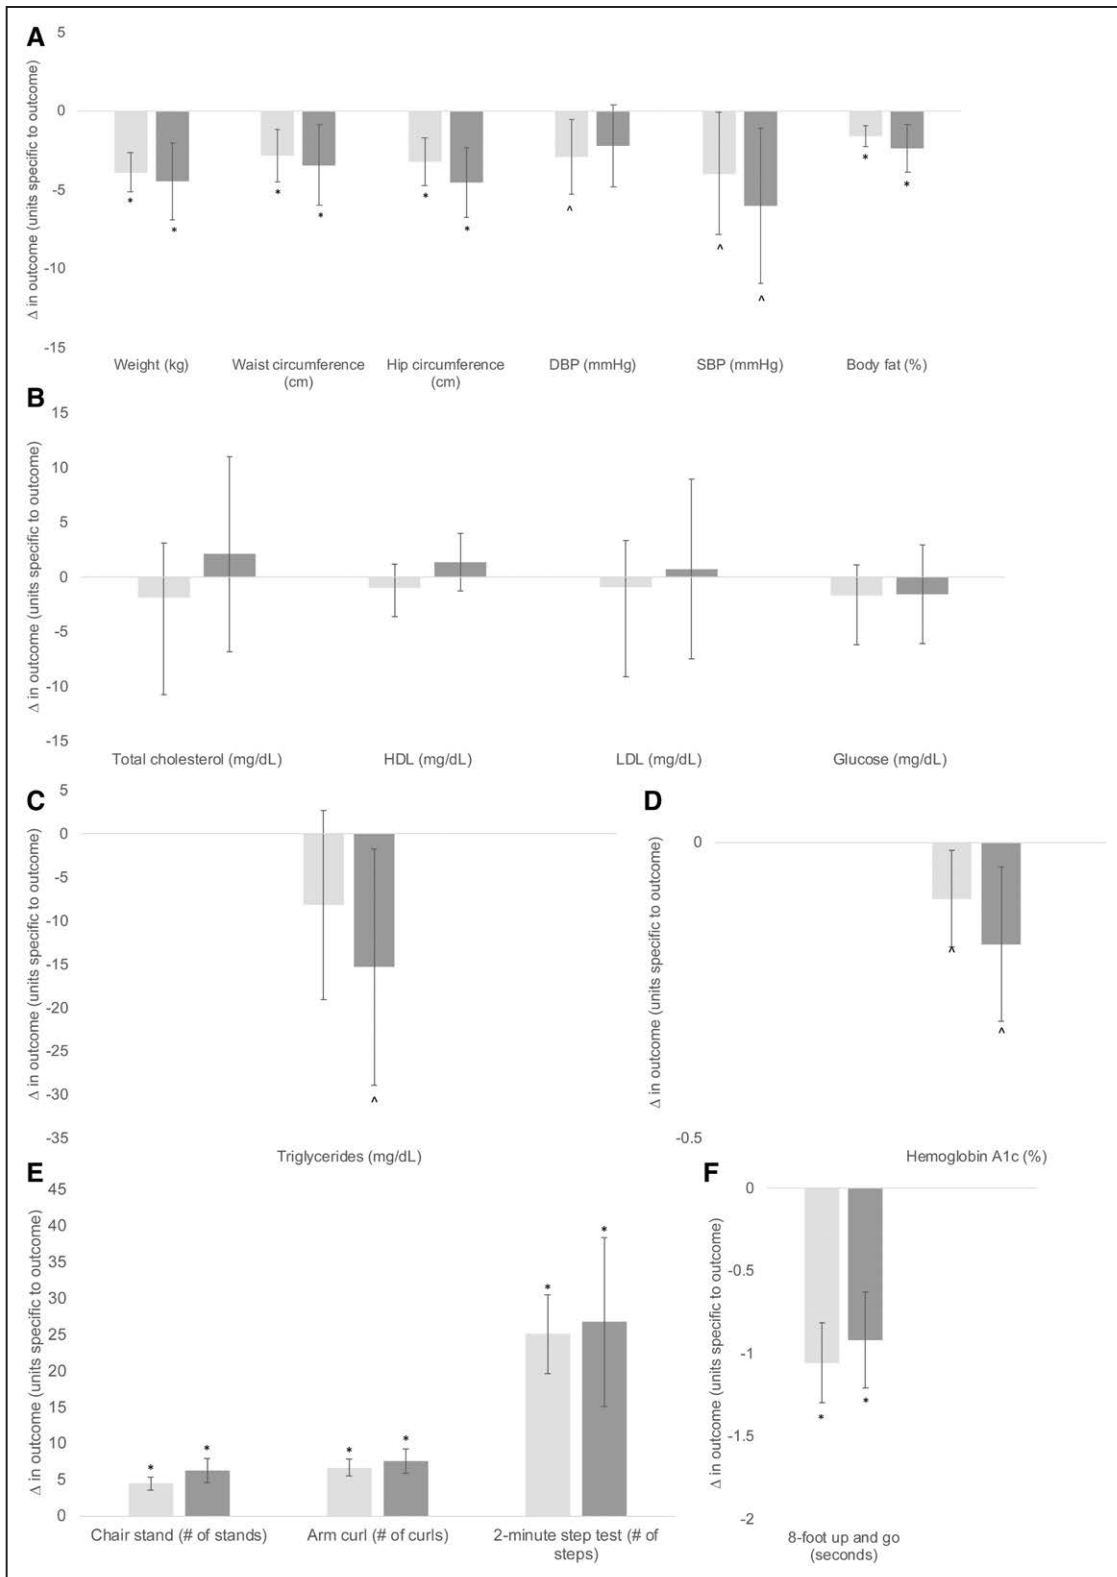 A
Δ in outcome (units specific to outcome)
5
0
-5
-10
-15
* * * * * * ^ ^ ^ * *
Weight (kg) Waist circumference (cm) Hip circumference (cm) DBP (mmHg) SBP (mmHg) Body fat (%)
B
Δ in outcome (units specific to outcome)
15
10
5
0
-5
-10
-15
Total cholesterol (mg/dL) HDL (mg/dL) LDL (mg/dL) Glucose (mg/dL)
C
Δ in outcome (units specific to outcome)
5
0
-5
-10
-15
-20
-25
-30
-35
^
Triglycerides (mg/dL)
D
Δ in outcome (units specific to outcome)
0
-0.5
^ ^
Hemoglobin A1c (%)
E
Δ in outcome (units specific to outcome)
45
40
35
30
25
20
15
10
5
0
* * * * * *
Chair stand (# of stands) Arm curl (# of curls) 2-minute step test (# of steps)
F
Δ in outcome (units specific to outcome)
0
-0.5
-1
-1.5
-2
* *
8-foot up and go
(seconds)